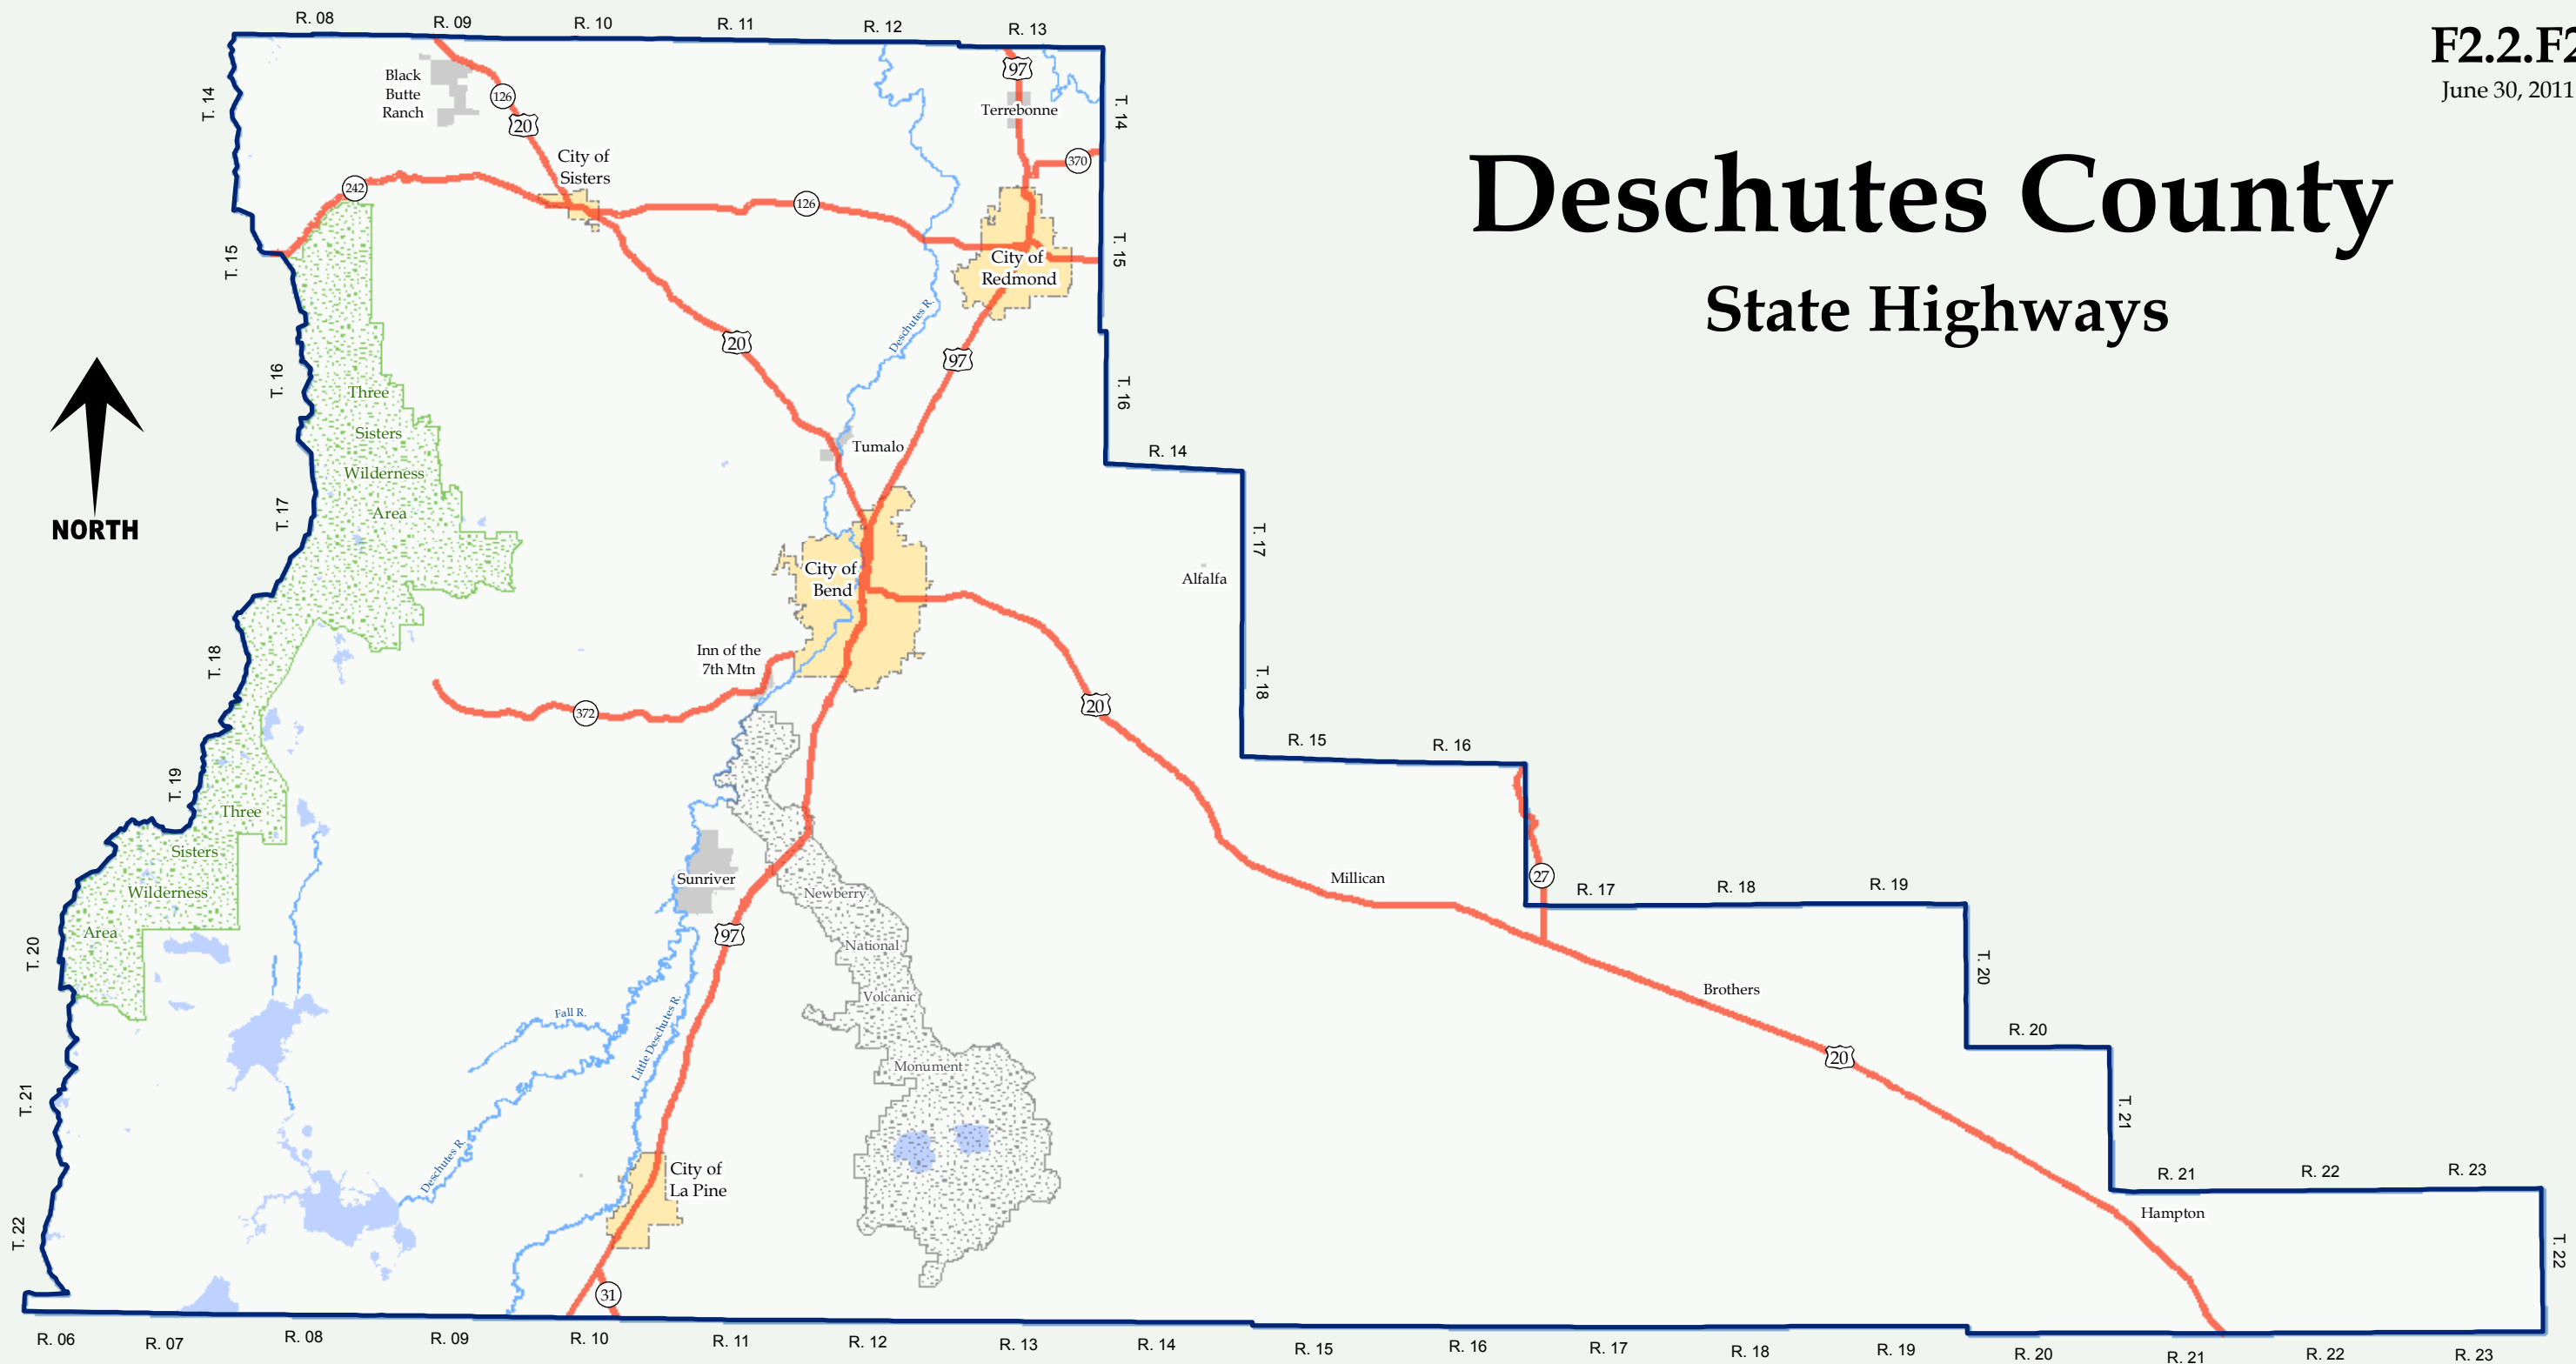 R. 08
R. 09
R. 10
R. 11
R. 12
R. 13
F2.2.F2
June 30, 2011
Deschutes County
State Highways
T. 14
T. 15
T. 16
T. 17
T. 18
T. 19
T. 20
T. 21
T. 22
NORTH
Black
Butte
Ranch
126
20
City of
Sisters
242
126
97
Terrebonne
370
City of
Redmond
T. 14
T. 15
T. 16
Deschutes R.
20
97
Three
Sisters
Wilderness
Area
Tumalo
R. 14
T. 17
T. 18
City of
Bend
Alfalfa
Inn of the
7th Mtn
372
20
R. 15
R. 16
Three
Sisters
Wilderness
Area
Sunriver
97
Newberry
National
Volcanic
Monument
Millican
27
R. 17
R. 18
R. 19
T. 20
Brothers
20
R. 20
T. 21
Fall R.
Little Deschutes R.
Deschutes R.
City of
La Pine
31
R. 21
R. 22
R. 23
Hampton
T. 22
R. 06
R. 07
R. 08
R. 09
R. 10
R. 11
R. 12
R. 13
R. 14
R. 15
R. 16
R. 17
R. 18
R. 19
R. 20
R. 21
R. 22
R. 23